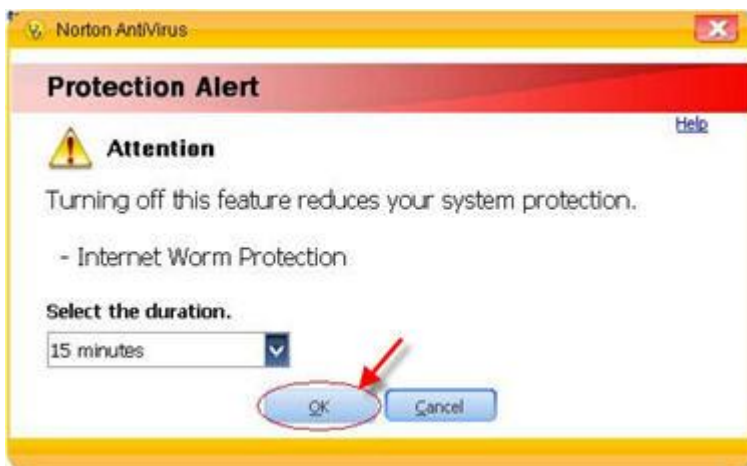 Norton AntiVirus
Protection Alert
Help
Attention
Turning off this feature reduces your system protection.
- Internet Worm Protection
Select the duration.
15 minutes
OK Cancel